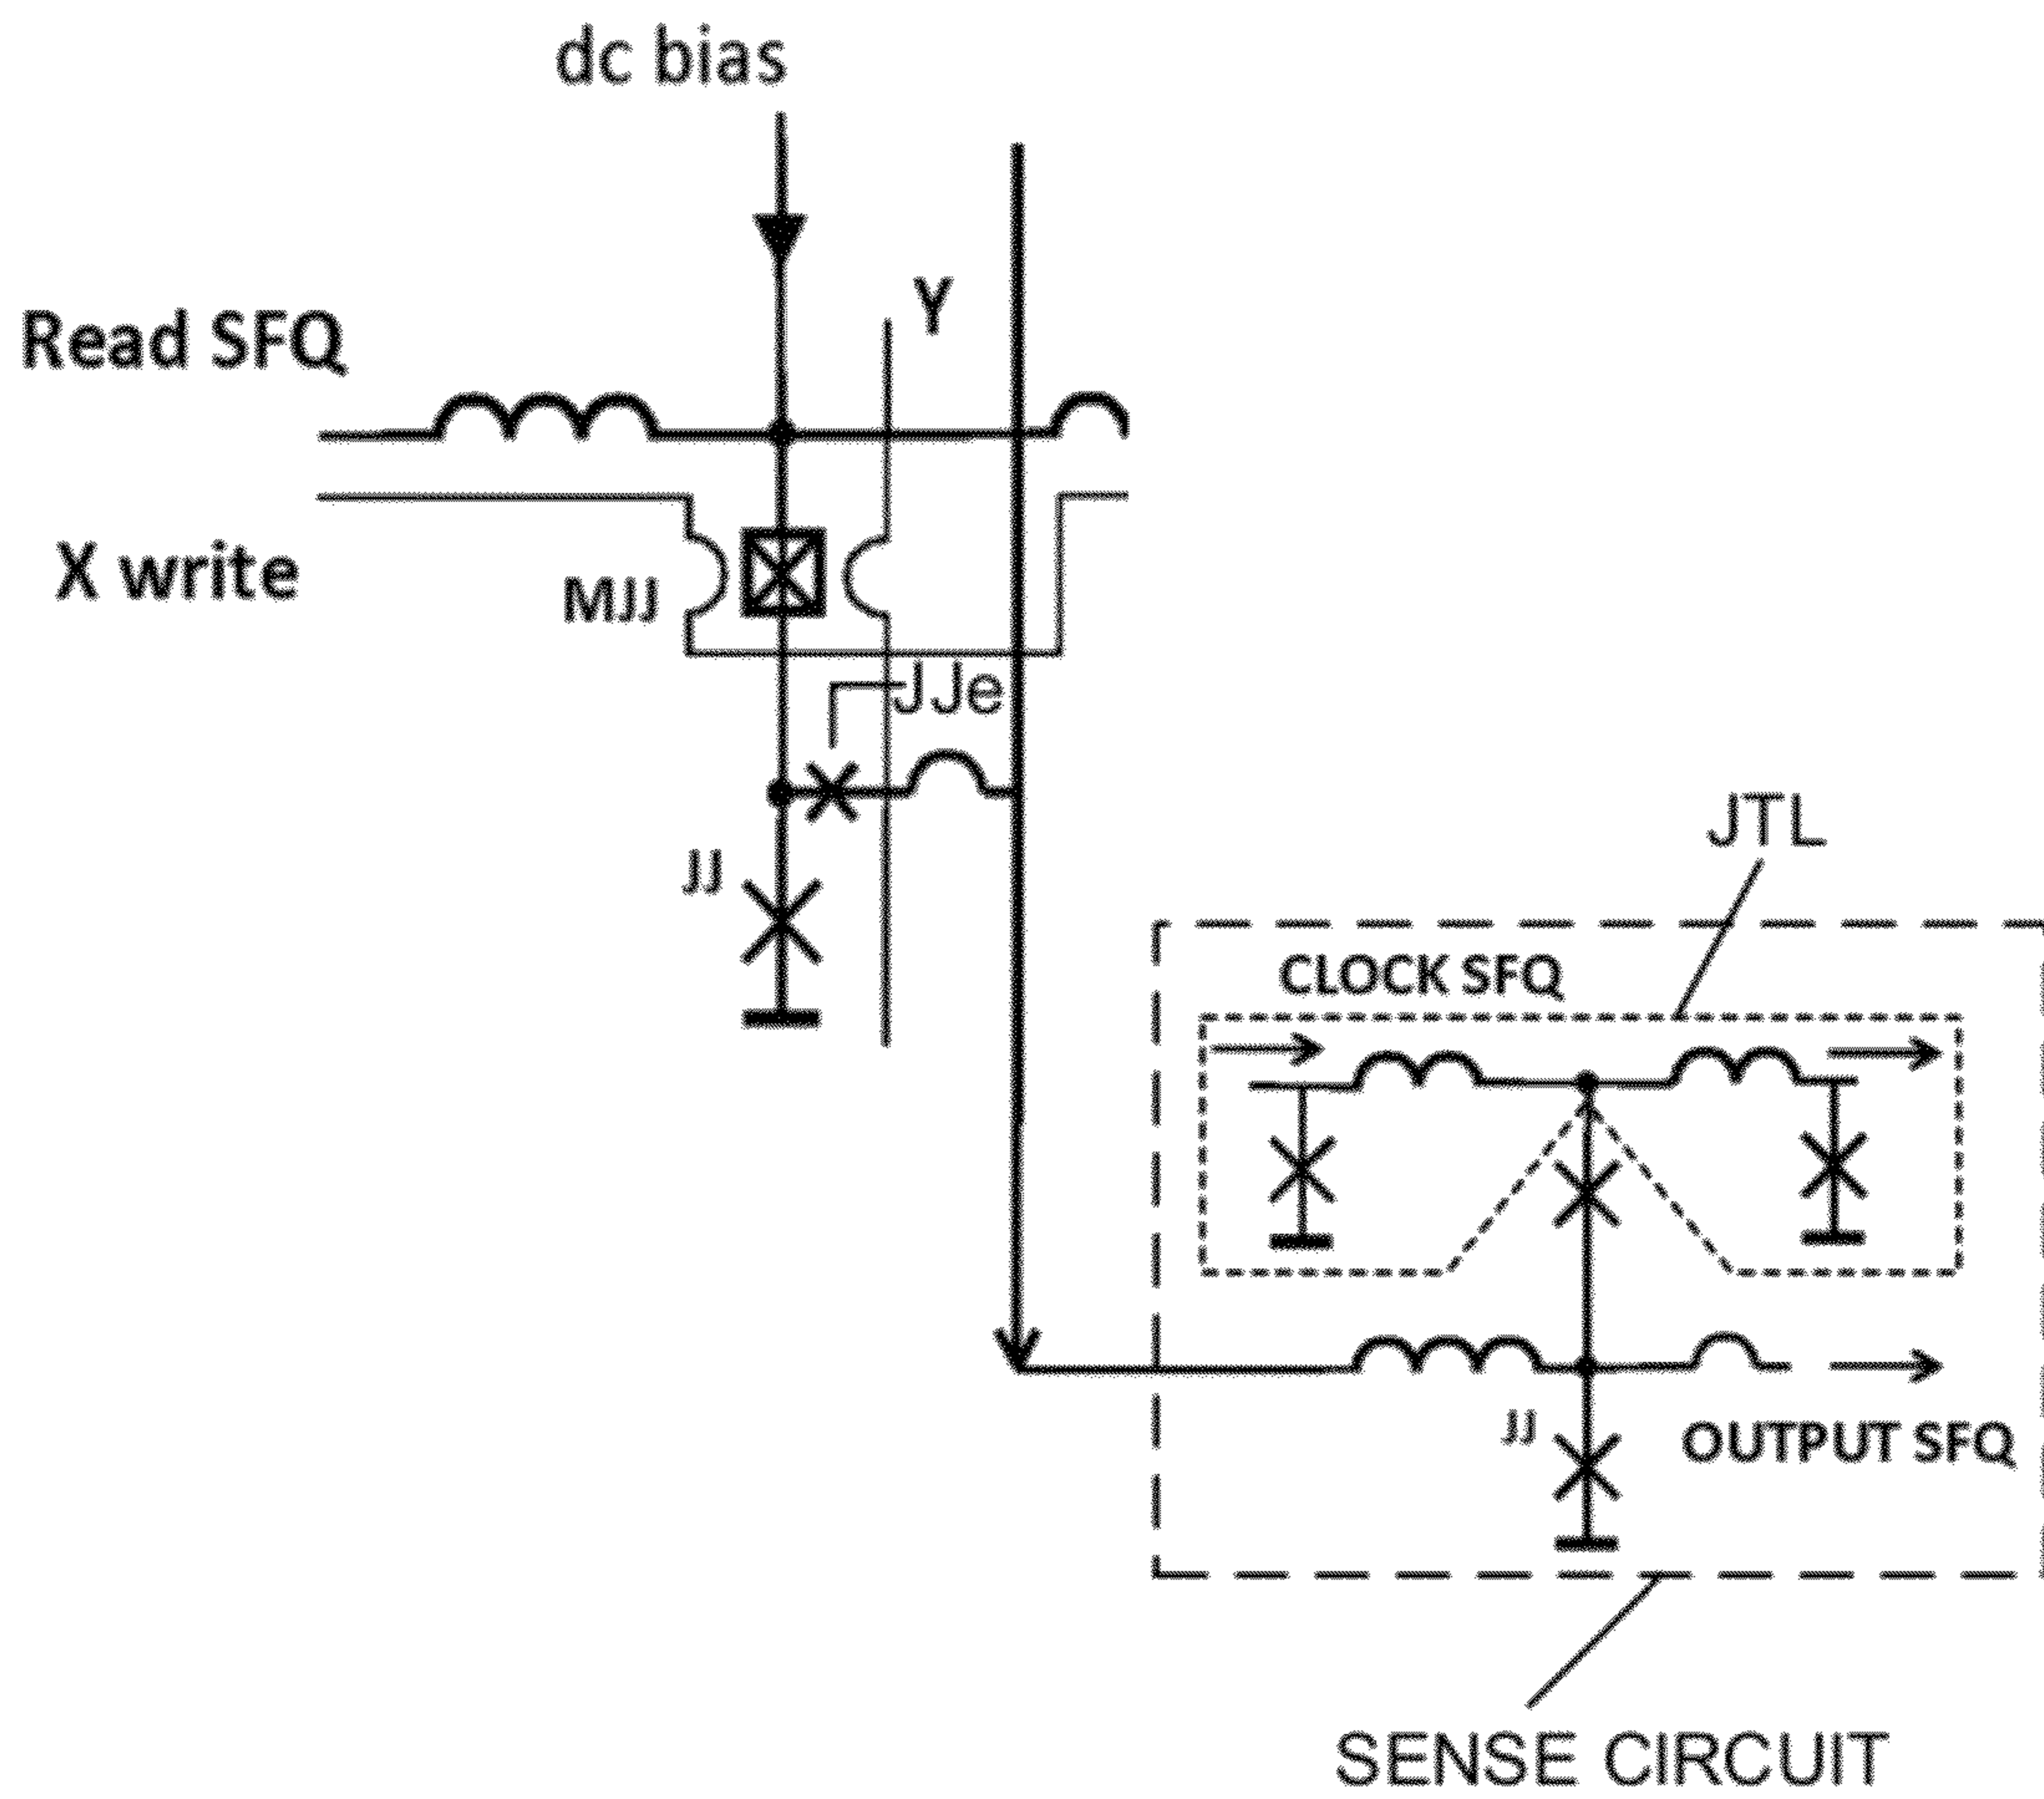 dc bias
Y
Read SFQ
X write
MJJ
JJe
JJ
JTL
CLOCK SFQ
JJ
OUTPUT SFQ
SENSE CIRCUIT